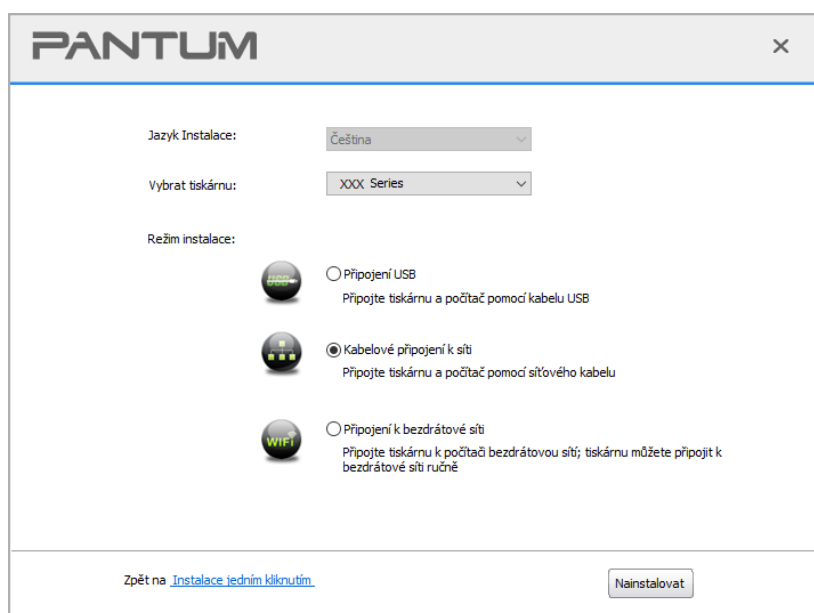 PANTUM
Jazyk Instalace:
Čeština
Vybrat tiskárnu:
XXX Series
Režim instalace:
USB
Připojení USB
Připojte tiskárnu a počítač pomocí kabelu USB
Kabelové připojení k síti
Připojte tiskárnu a počítač pomocí síťového kabelu
WIFI
Připojení k bezdrátové síti
Připojte tiskárnu k počítači bezdrátovou sítí; tiskárnu můžete připojit k
bezdrátové síti ručně
Zpět na Instalace jedním kliknutím
Nainstalovat